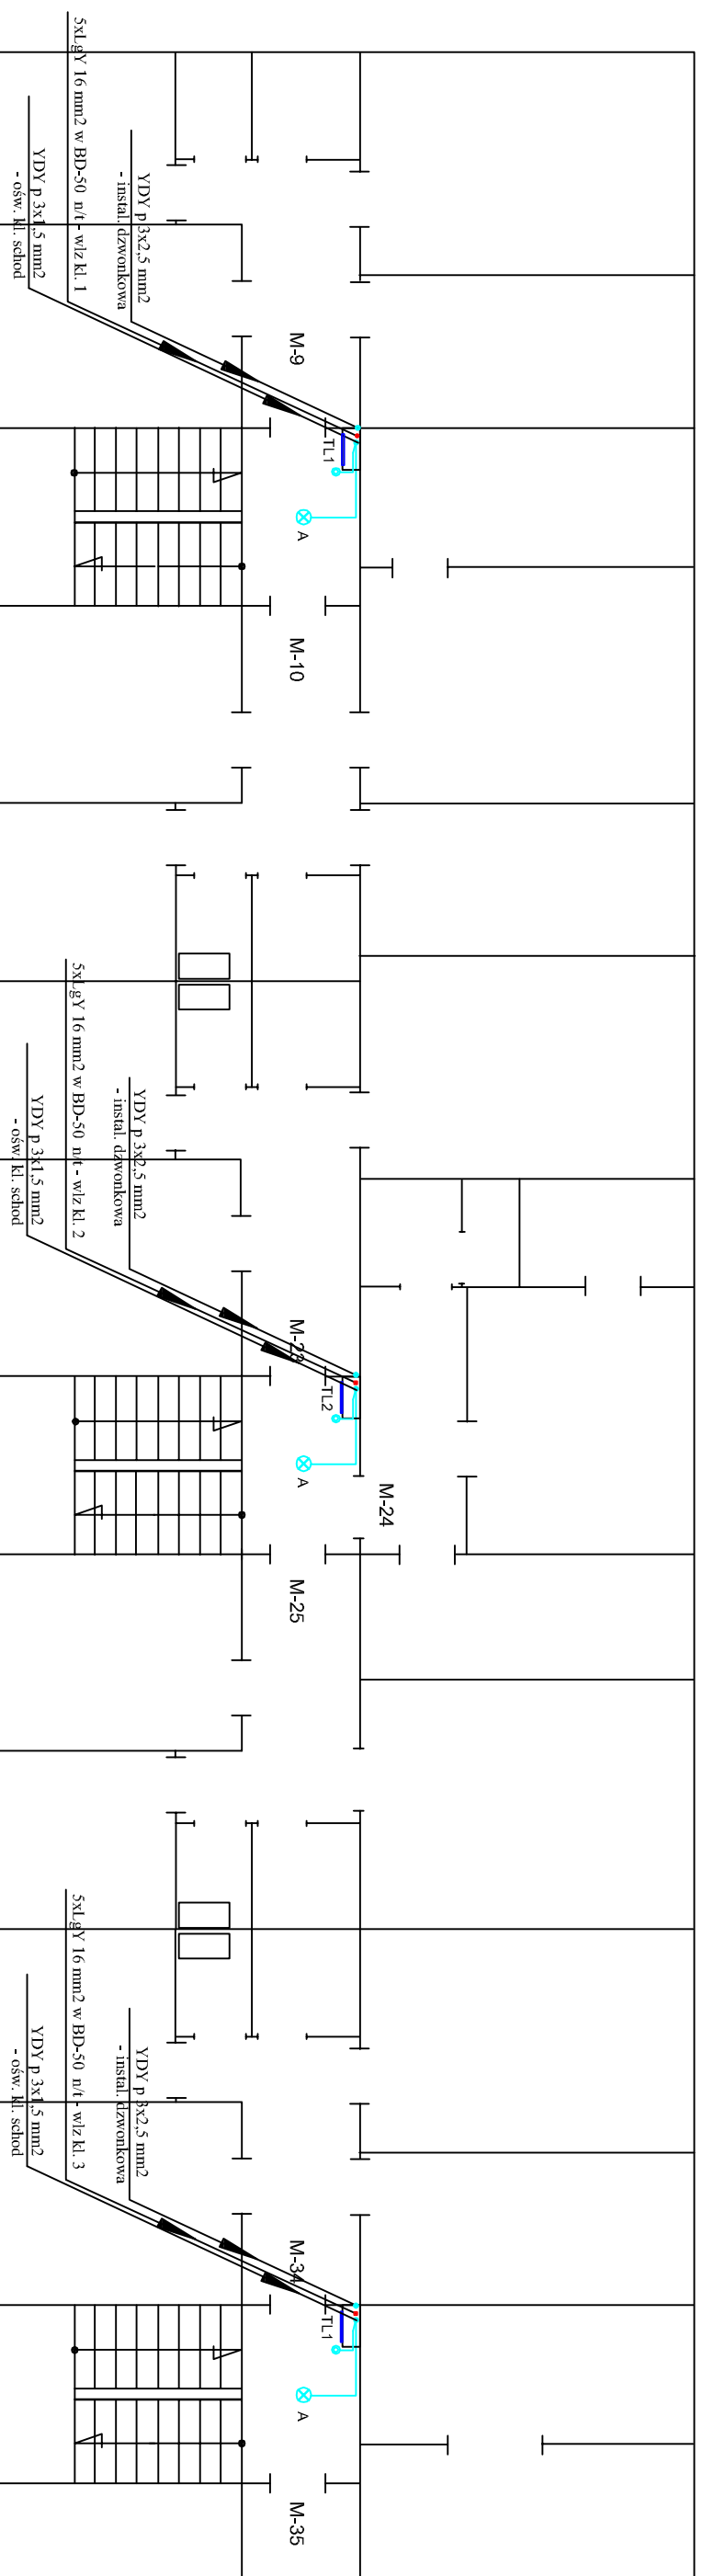 YDY p 3x2,5 mm2
- instal. dzwonkowa
5xLgY 16 mm2 w BD-50 n/t - wlz kl. 1
YDY p 3x1,5 mm2
- ośw. kl. schod
M-9
TL1
A
M-10
YDY p 3x2,5 mm2
- instal. dzwonkowa
5xLgY 16 mm2 w BD-50 n/t - wlz kl. 2
YDY p 3x1,5 mm2
- ośw. kl. schod
M-23
TL2
A
M-24
M-25
YDY p 3x2,5 mm2
- instal. dzwonkowa
5xLgY 16 mm2 w BD-50 n/t - wlz kl. 3
YDY p 3x1,5 mm2
- ośw. kl. schod
M-34
TL1
A
M-35